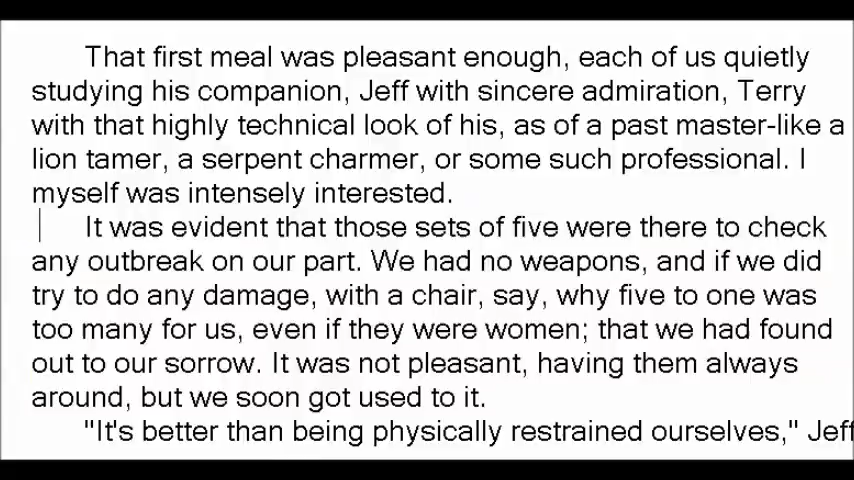 That first meal was pleasant enough, each of us quietly
studying his companion, Jeff with sincere admiration, Terry
with that highly technical look of his, as of a past master-like a
lion tamer, a serpent charmer, or some such professional. I
myself was intensely interested.
It was evident that those sets of five were there to check
any outbreak on our part. We had no weapons, and if we did
try to do any damage, with a chair, say, why five to one was
too many for us, even if they were women; that we had found
out to our sorrow. It was not pleasant, having them always
around, but we soon got used to it.
"It's better than being physically restrained ourselves," Jeff